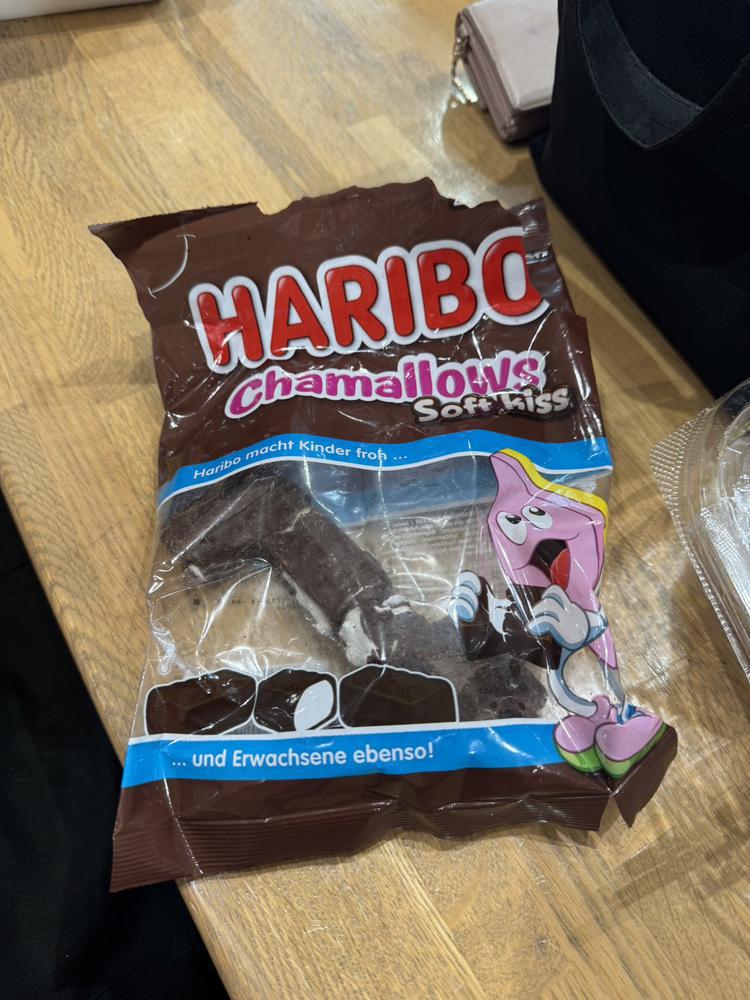 HARIBO
Chamallows
Soft Kiss
Haribo macht Kinder froh ...
... und Erwachsene ebenso!